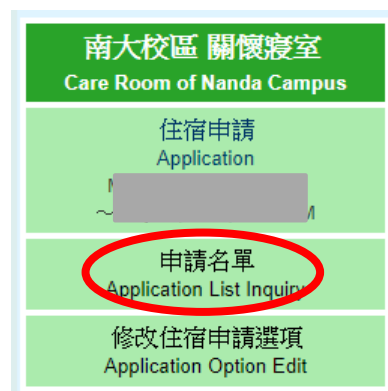 南大校區 關懷寢室
Care Room of Nanda Campus
住宿申請
Application
～
申請名單
Application List Inquiry
修改住宿申請選項
Application Option Edit